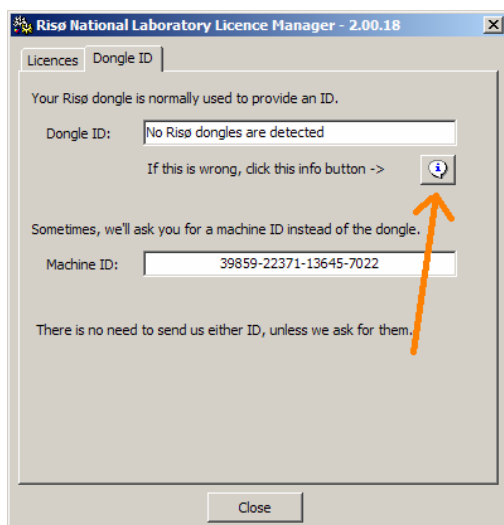 Risø National Laboratory Licence Manager - 2.00.18
Licences Dongle ID
Your Risø dongle is normally used to provide an ID.
Dongle ID: No Risø dongles are detected
If this is wrong, click this info button ->
Sometimes, we'll ask you for a machine ID instead of the dongle.
Machine ID: 39859-22371-13645-7022
There is no need to send us either ID, unless we ask for them.
Close